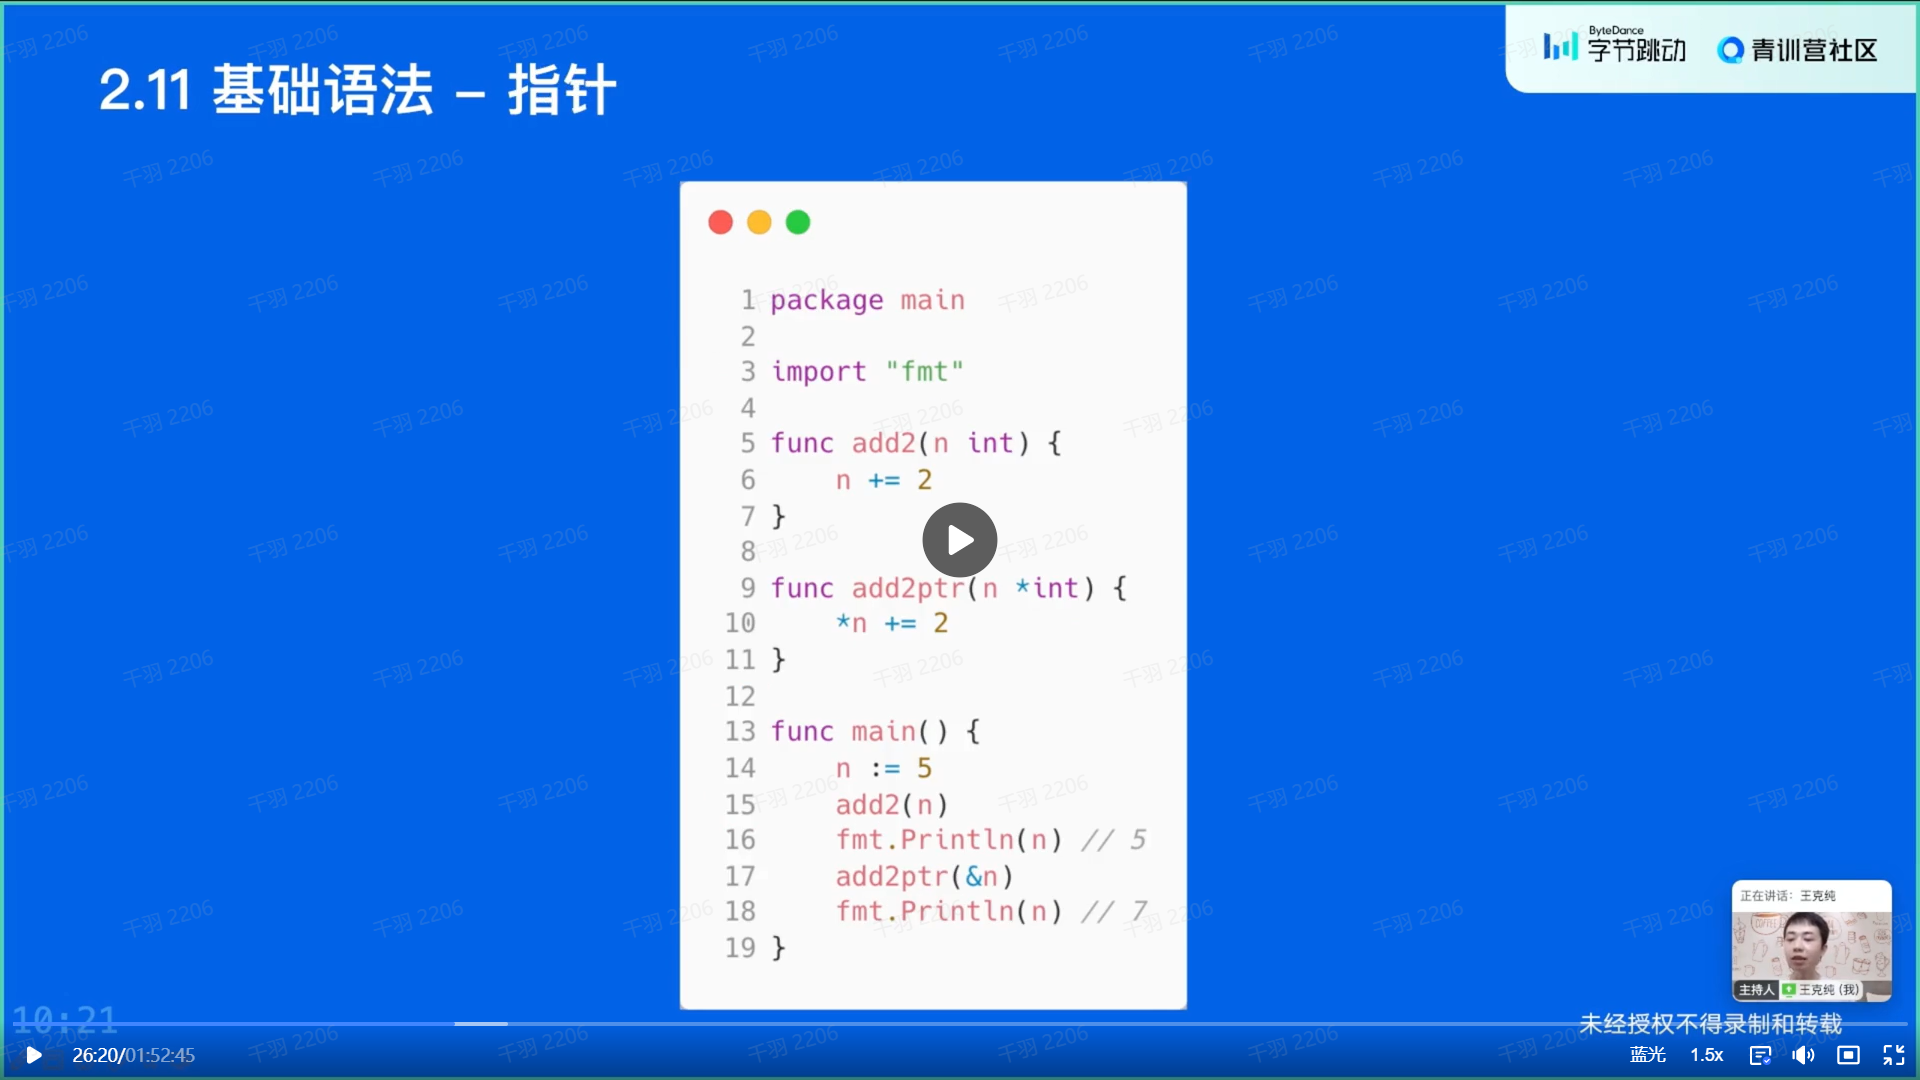 2.11 基础语法 – 指针
ByteDance
字节跳动
青训营社区
1 package main
2
3 import "fmt"
4
5 func add2(n int) {
6     n += 2
7 }
8
9 func add2ptr(n *int) {
10     *n += 2
11 }
12
13 func main() {
14     n := 5
15     add2(n)
16     fmt.Println(n) // 5
17     add2ptr(&n)
18     fmt.Println(n) // 7
19 }
正在讲话: 王克纯
主持人 王克纯 (我)
10:21
未经授权不得录制和转载
26:20/01:52:45
蓝光 1.5x
千羽 2206